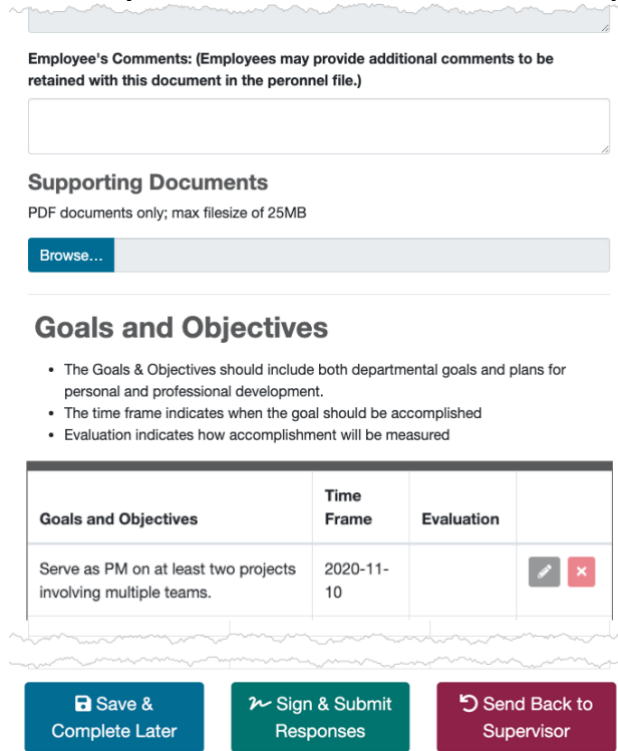 Employee's Comments: (Employees may provide additional comments to be
retained with this document in the peronnel file.)
Supporting Documents
PDF documents only; max filesize of 25MB
Browse...
Goals and Objectives
• The Goals & Objectives should include both departmental goals and plans for
personal and professional development.
• The time frame indicates when the goal should be accomplished
• Evaluation indicates how accomplishment will be measured
Time
Goals and Objectives Frame Evaluation
Serve as PM on at least two projects 2020-11-
involving multiple teams. 10
Save & Sign & Submit Send Back to
Complete Later Responses Supervisor